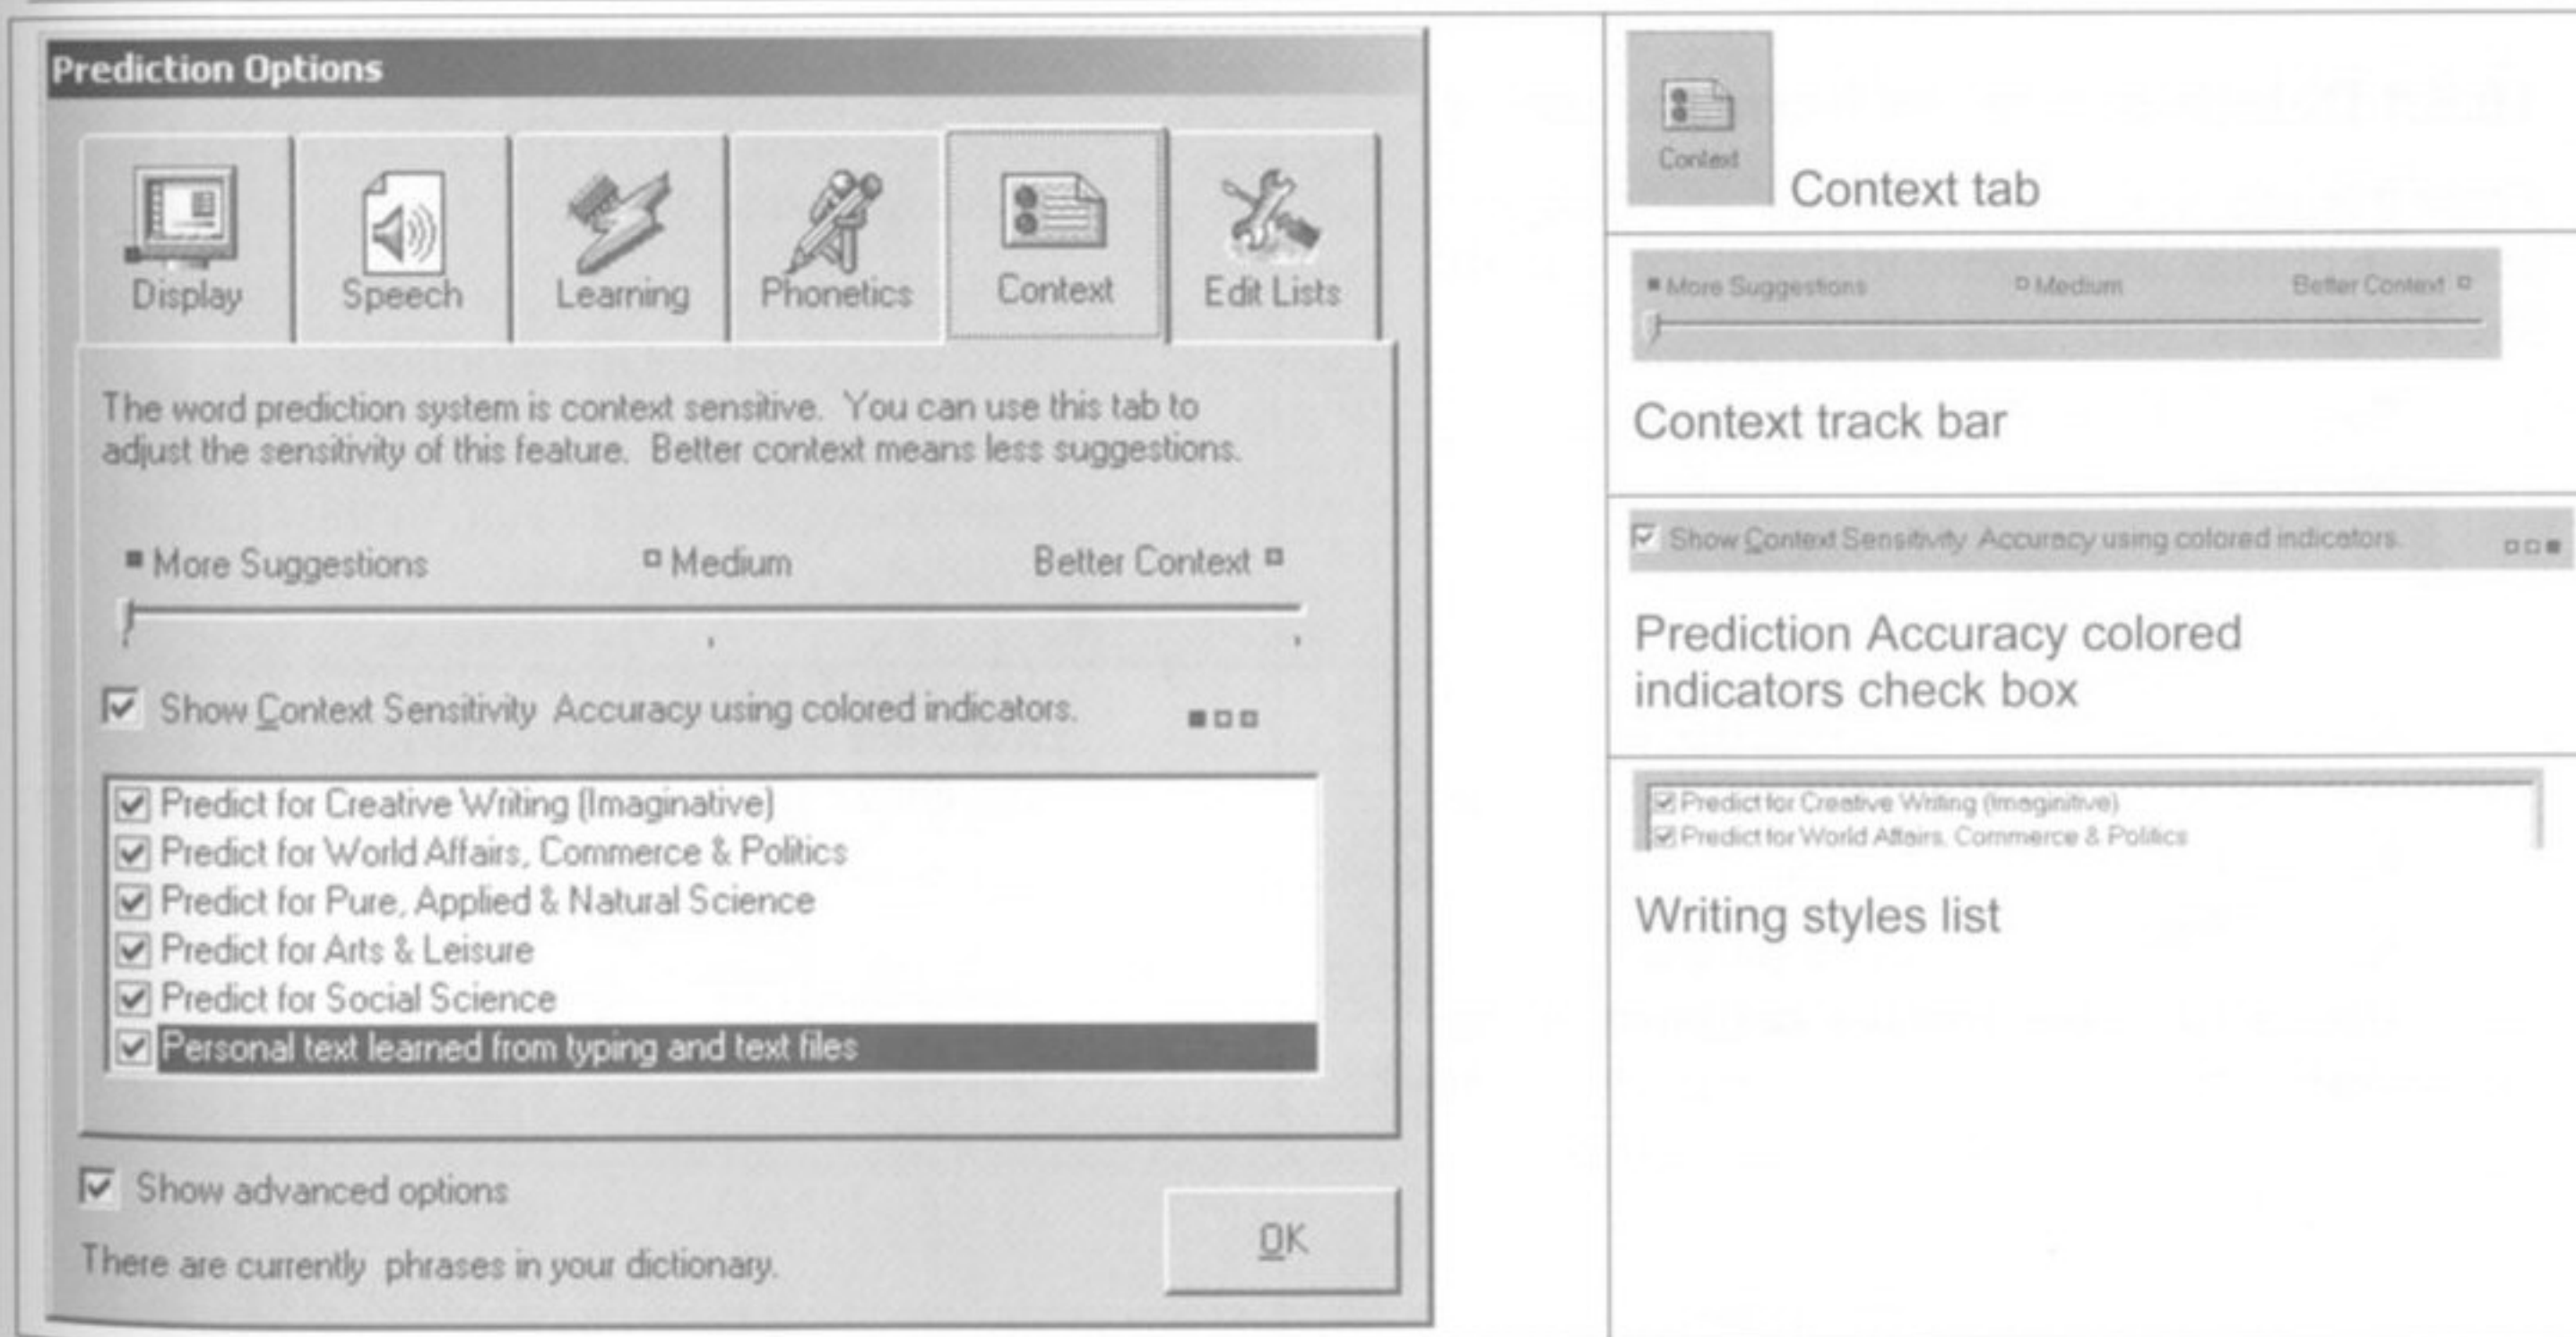 Prediction Options
Display
Speech
Learning
Phonetics
Context
Edit Lists
The word prediction system is context sensitive. You can use this tab to
adjust the sensitivity of this feature. Better context means less suggestions.
More Suggestions
Medium
Better Context
Show Context Sensitivity Accuracy using colored indicators.
Predict for Creative Writing (Imaginative)
Predict for World Affairs, Commerce & Politics
Predict for Pure, Applied & Natural Science
Predict for Arts & Leisure
Predict for Social Science
Personal text learned from typing and text files
Show advanced options
There are currently phrases in your dictionary.
OK
Context
Context tab
More Suggestions
Medium
Better Context
Context track bar
Show Context Sensitivity Accuracy using colored indicators.
Prediction Accuracy colored
indicators check box
Predict for Creative Writing (Imaginitive)
Predict for World Affairs, Commerce & Politics
Writing styles list